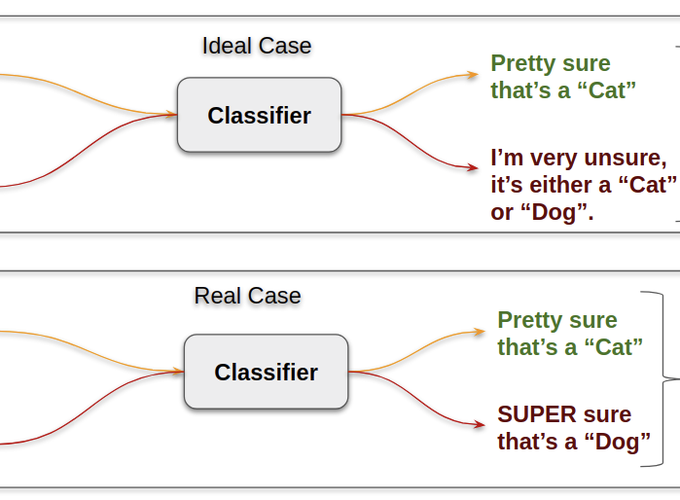 Ideal Case
Classifier
Pretty sure
that's a “Cat”
I’m very unsure,
it’s either a “Cat”
or “Dog”.
Real Case
Classifier
Pretty sure
that’s a “Cat”
SUPER sure
that’s a “Dog”